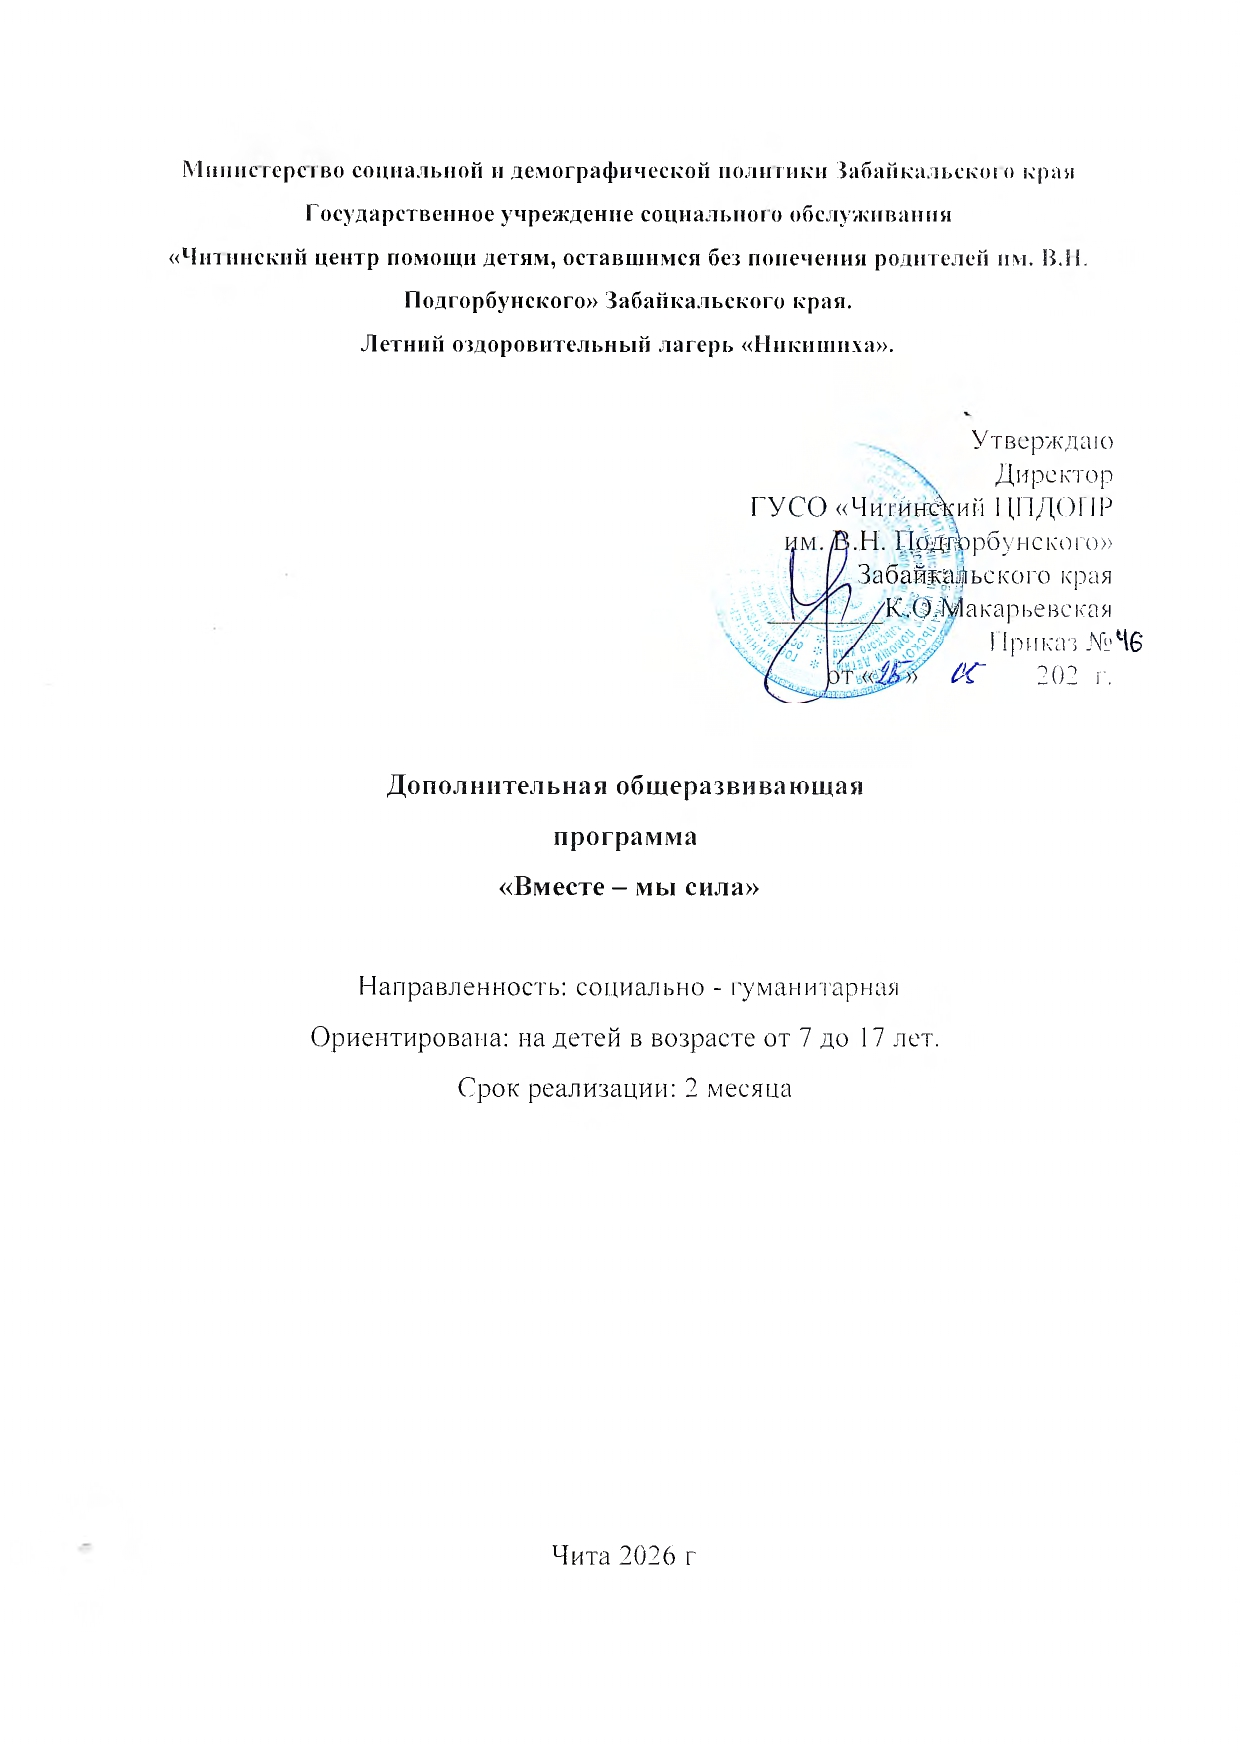 Министерство социальной и демографической политики Забайкальского края
Государственное учреждение социального обслуживания
«Читинский центр помощи детям, оставшимся без попечения родителей им. В.Н.
Подгорбунского» Забайкальского края.
Летний оздоровительный лагерь «Никишиха».
Утверждаю
Директор
ГУСО «Читинский ЦПДОПР
им. В.Н. Подгорбунского»
Забайкальского края
________К.О.Макарьевская
Приказ №46
от «25» 05 202 г.
Дополнительная общеразвивающая
программа
«Вместе – мы сила»
Направленность: социально - гуманитарная
Ориентирована: на детей в возрасте от 7 до 17 лет.
Срок реализации: 2 месяца
Чита 2026 г